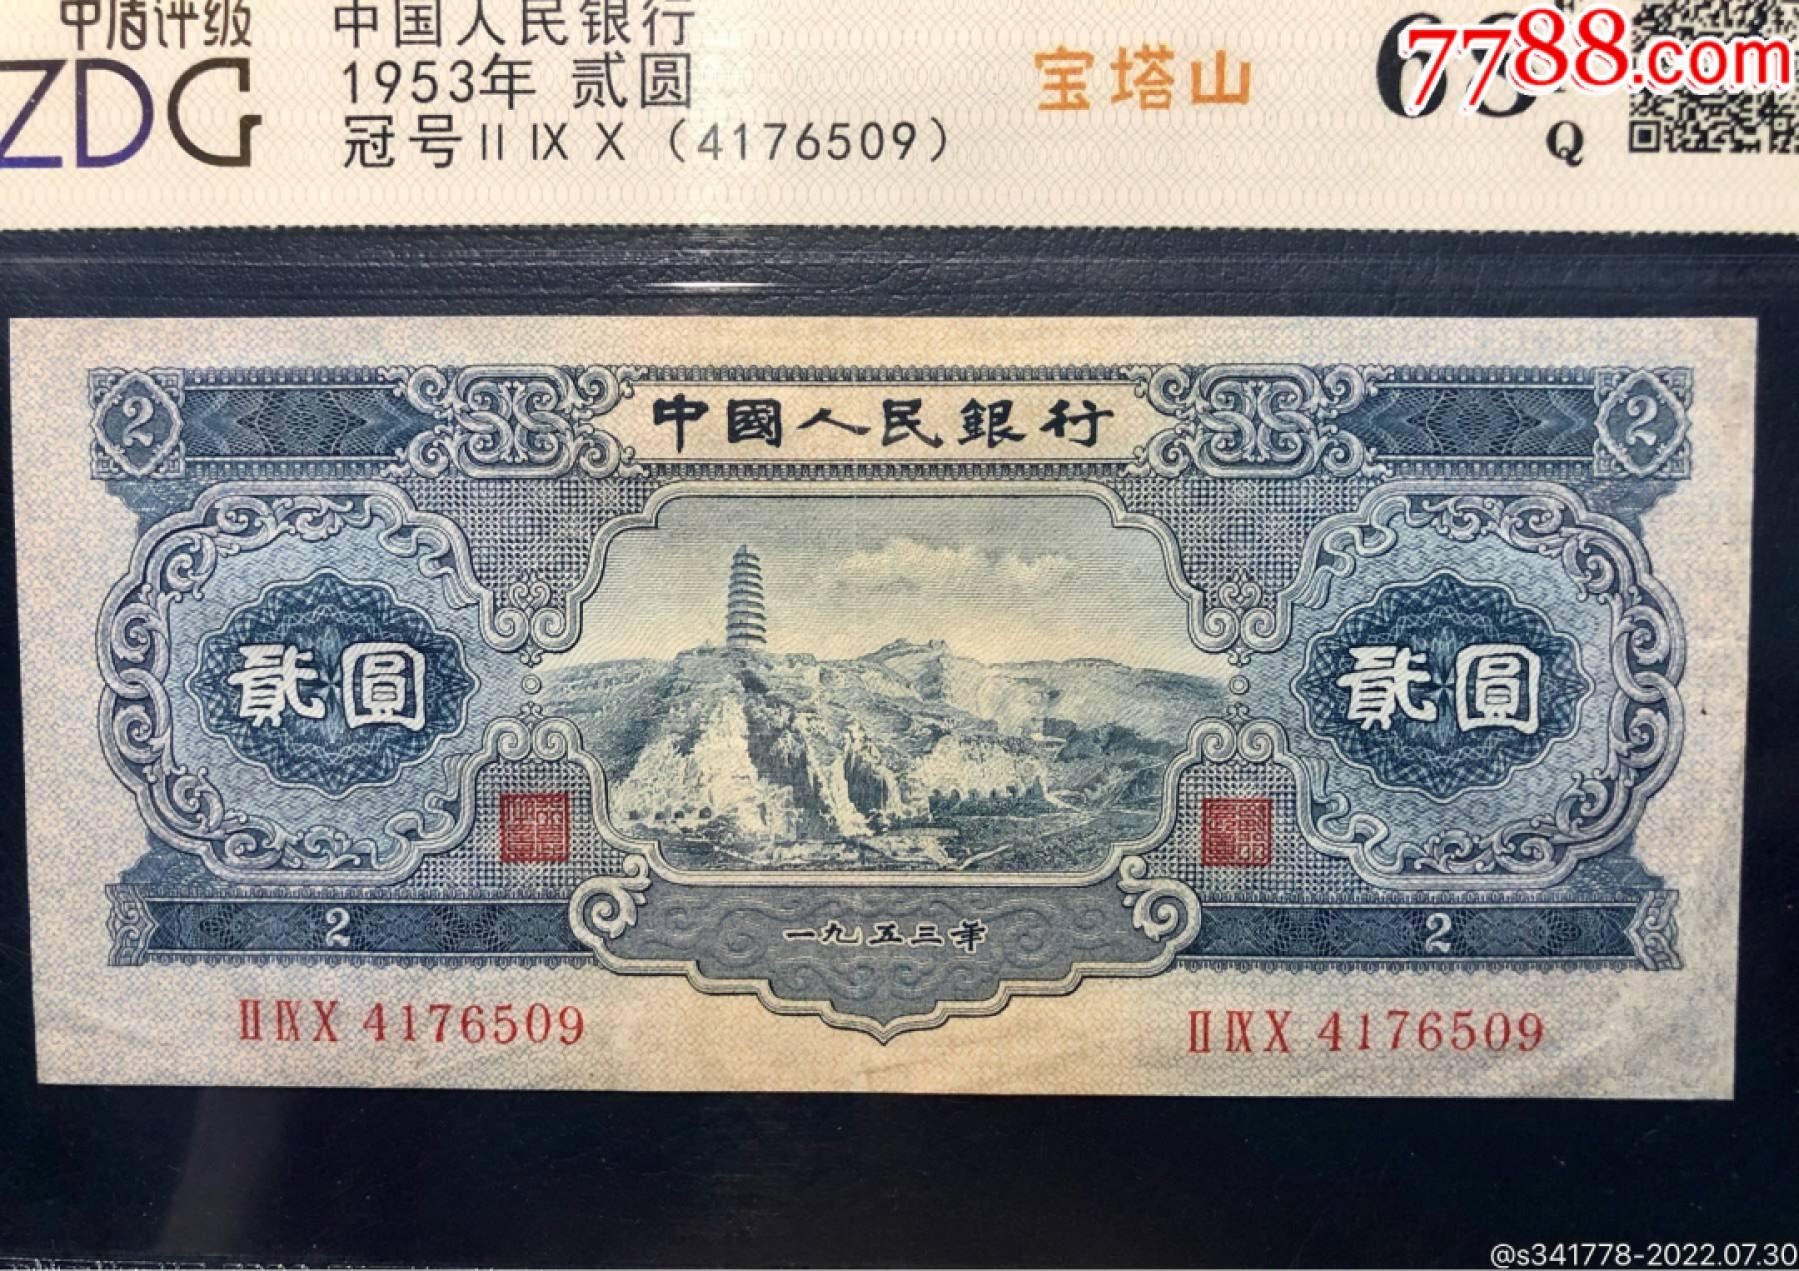 中盾评级
ZDG
中国人民银行
1953年 贰圆
冠号II IX X（4176509）
宝塔山
Q
7788.com
2
中國人民銀行
2
貳圓
貳圓
2
一九五三年
2
II IX X 4176509
II IX X 4176509
@s341778-2022.07.30